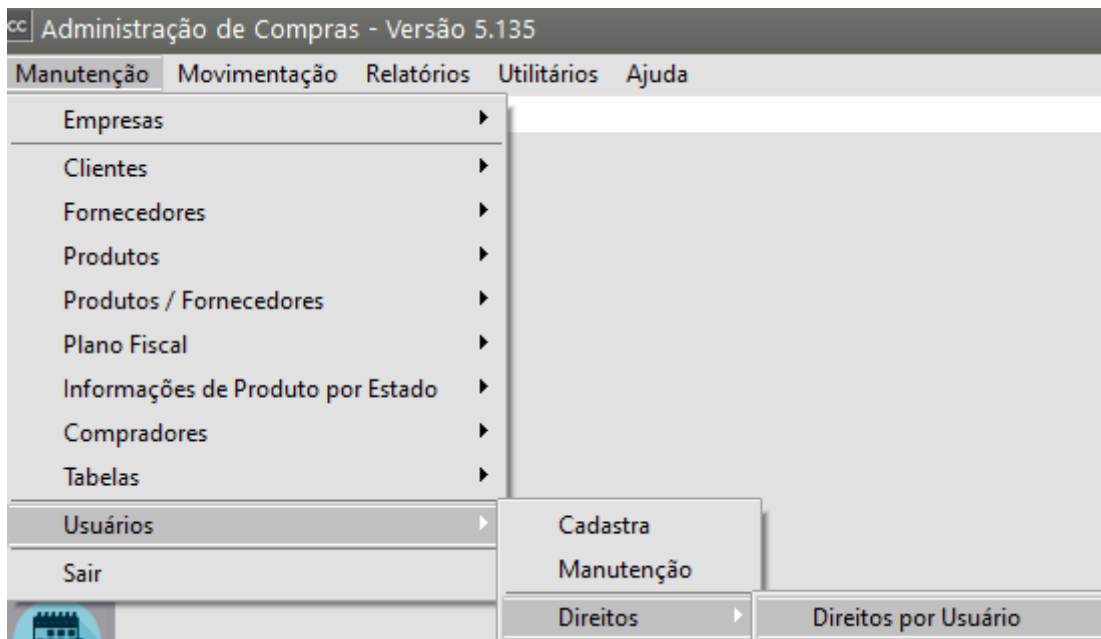 cc Administração de Compras - Versão 5.135
Manutenção Movimentação Relatórios Utilitários Ajuda
Empresas
Clientes
Fornecedores
Produtos
Produtos / Fornecedores
Plano Fiscal
Informações de Produto por Estado
Compradores
Tabelas
Usuários
Sair
Cadastra
Manutenção
Direitos
Direitos por Usuário